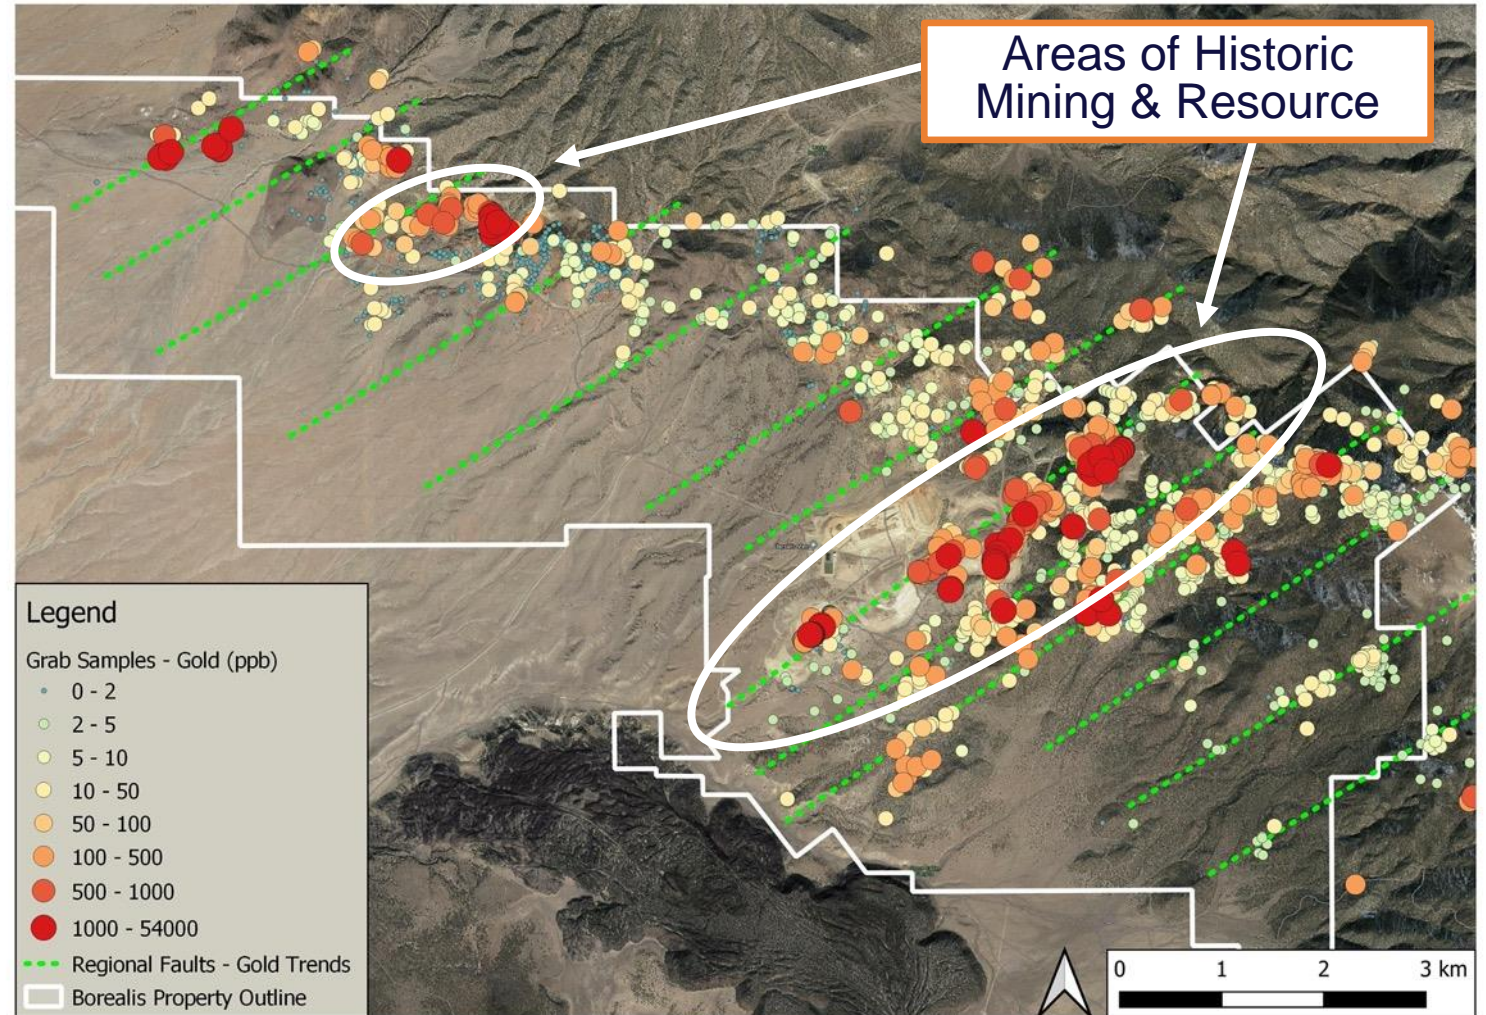 Areas of Historic
Mining & Resource
Legend
Grab Samples - Gold (ppb)
0 - 2
2 - 5
5 - 10
10 - 50
50 - 100
100 - 500
500 - 1000
1000 - 54000
Regional Faults - Gold Trends
Borealis Property Outline
0 1 2 3 km